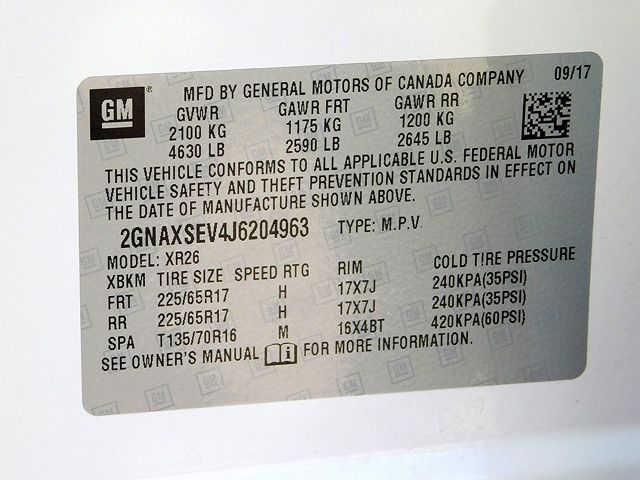 GM ® MFD BY GENERAL MOTORS OF CANADA COMPANY 09/17
GVWR GAWR FRT GAWR RR
2100 KG 1175 KG 1200 KG
4630 LB 2590 LB 2645 LB
THIS VEHICLE CONFORMS TO ALL APPLICABLE U.S. FEDERAL MOTOR
VEHICLE SAFETY AND THEFT PREVENTION STANDARDS IN EFFECT ON
THE DATE OF MANUFACTURE SHOWN ABOVE.
2GNAXSEV4J6204963 TYPE: M.P.V.
MODEL: XR26
XBKM TIRE SIZE SPEED RTG RIM COLD TIRE PRESSURE
FRT 225/65R17 H 17X7J 240KPA(35PSI)
RR 225/65R17 H 17X7J 240KPA(35PSI)
SPA T135/70R16 M 16X4BT 420KPA(60PSI)
SEE OWNER'S MANUAL i FOR MORE INFORMATION.